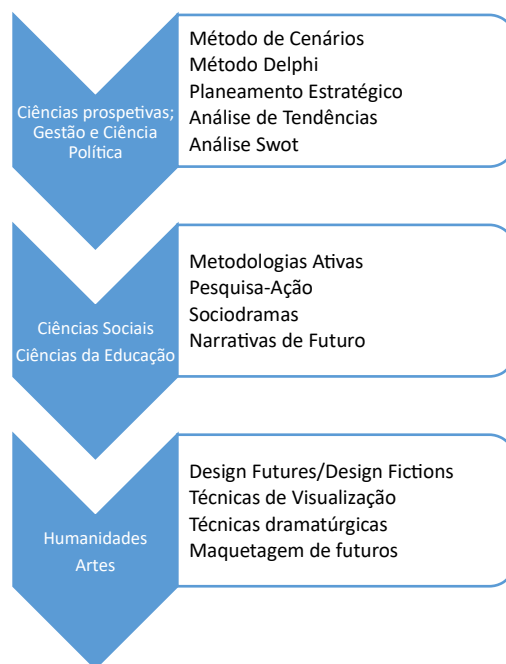 Ciências prospetivas;
Gestão e Ciência
Política
Método de Cenários
Método Delphi
Planeamento Estratégico
Análise de Tendências
Análise Swot
Ciências Sociais
Ciências da Educação
Metodologias Ativas
Pesquisa-Ação
Sociodramas
Narrativas de Futuro
Humanidades
Artes
Design Futures/Design Fictions
Técnicas de Visualização
Técnicas dramatúrgicas
Maquetagem de futuros